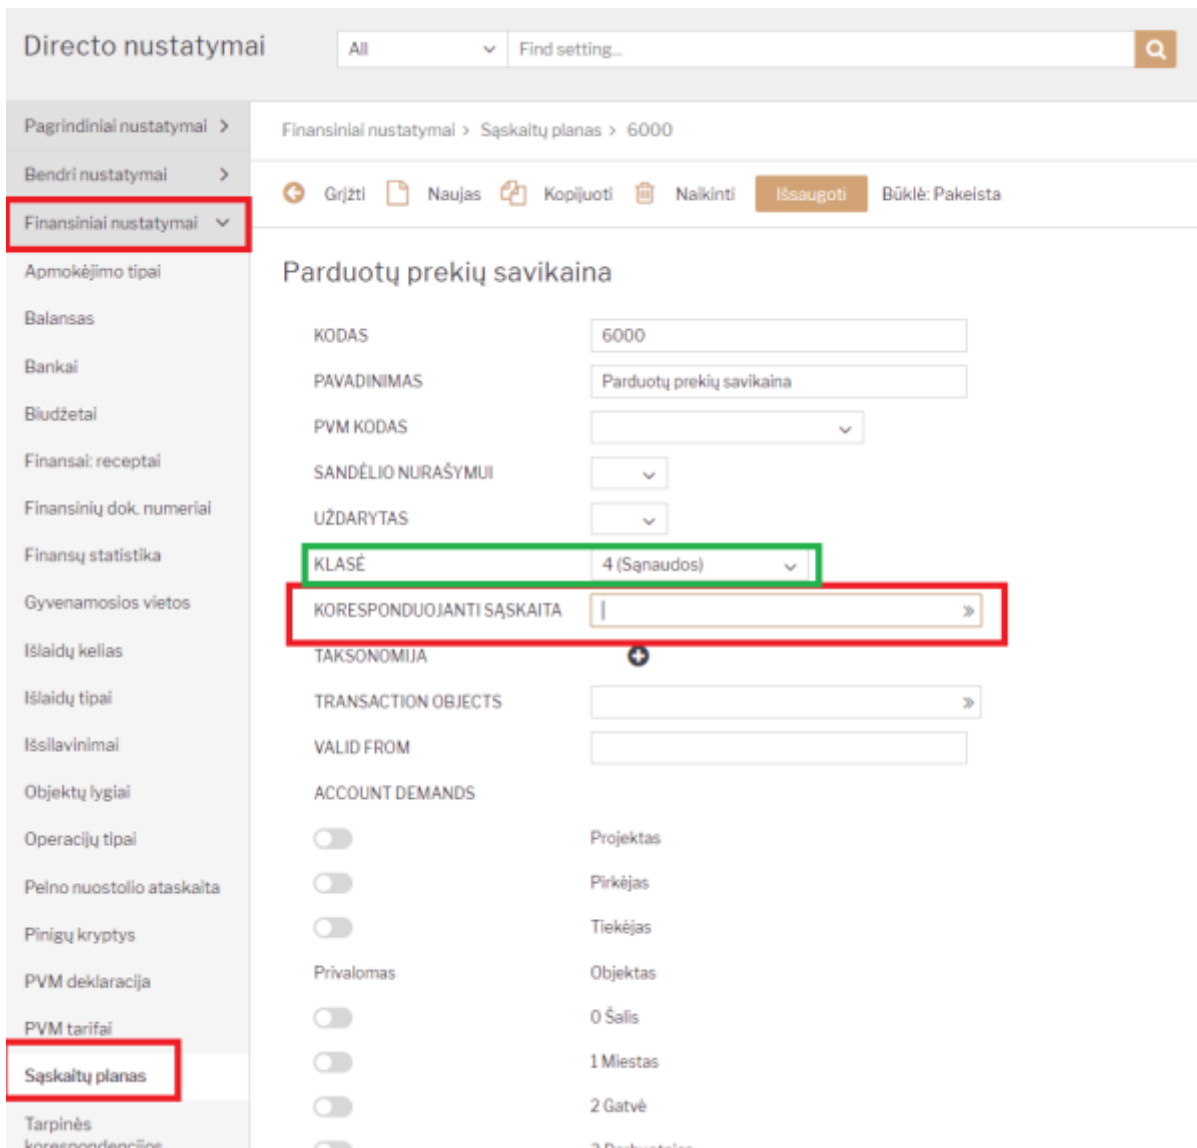 Directo nustatymai
All
Find setting...
Pagrindiniai nustatymai >
Bendri nustatymai >
Finansiniai nustatymai
Apmokėjimo tipai
Balansas
Bankai
Biudžetai
Finansai: receptai
Finansinių dok. numeriai
Finansų statistika
Gyvenamosios vietos
Išlaidų kelias
Išlaidų tipai
Išsilavinimai
Objektų lygiai
Operacijų tipai
Pelno nuostolio ataskaita
Pinigų kryptys
PVM deklaracija
PVM tarifai
Sąskaitų planas
Tarpinės
korespondencijos
Finansiniai nustatymai > Sąskaitų planas > 6000
Grįžti Naujas Kopijuoti Naikinti Išsaugoti Būklė: Pakeista
Parduotų prekių savikaina
KODAS 6000
PAVADINIMAS Parduotų prekių savikaina
PVM KODAS
SANDĖLIO NURAŠYMUI
UŽDARYTAS
KLASĖ 4 (Sąnaudos)
KORESPONDUOJANTI SĄSKAITA
TAKSONOMIJA
TRANSACTION OBJECTS
VALID FROM
ACCOUNT DEMANDS
Projektas
Pirkėjas
Tiekėjas
Privalomas Objektas
0 Šalis
1 Miestas
2 Gatvė